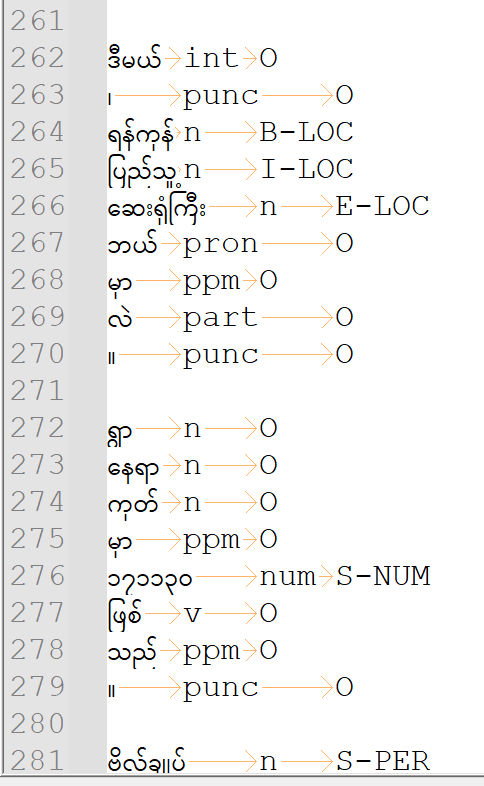 261
262 ဒီမယ် int O
263 ၊ punc O
264 ရန်ကုန် n B-LOC
265 ပြည်သူ့ n I-LOC
266 ဆေးရုံကြီး n E-LOC
267 ဘယ် pron O
268 မှာ ppm O
269 လဲ part O
270 ။ punc O
271
272 ရွာ n O
273 နေရာ n O
274 ကုတ် n O
275 မှာ ppm O
276 ၁၇၁၁၃၀ num S-NUM
277 ဖြစ် v O
278 သည် ppm O
279 ။ punc O
280
281 ဗိလ်ချုပ် n S-PER